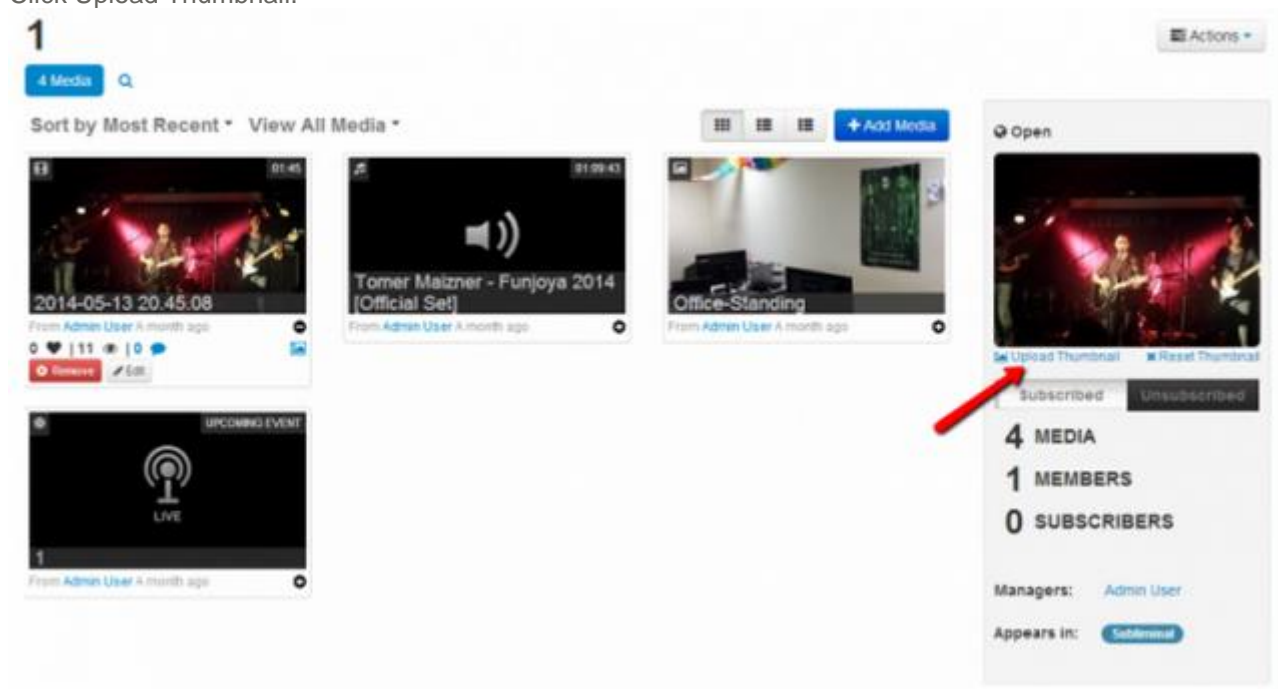 Click Upload Thumbnail.
1
Actions
4 Media
Sort by Most Recent View All Media
+ Add Media
Open
01:45
2014-05-13 20.45.08
From Admin User A month ago
0 | 11 | 0
Remove Edit
01:09:43
Tomer Maizner - Funjoya 2014
[Official Set]
From Admin User A month ago
Office-Standing
From Admin User A month ago
UPCOMING EVENT
LIVE
1
From Admin User A month ago
Upload Thumbnail Reset Thumbnail
Subscribed Unsubscribed
4 MEDIA
1 MEMBERS
0 SUBSCRIBERS
Managers: Admin User
Appears in: Subliminal